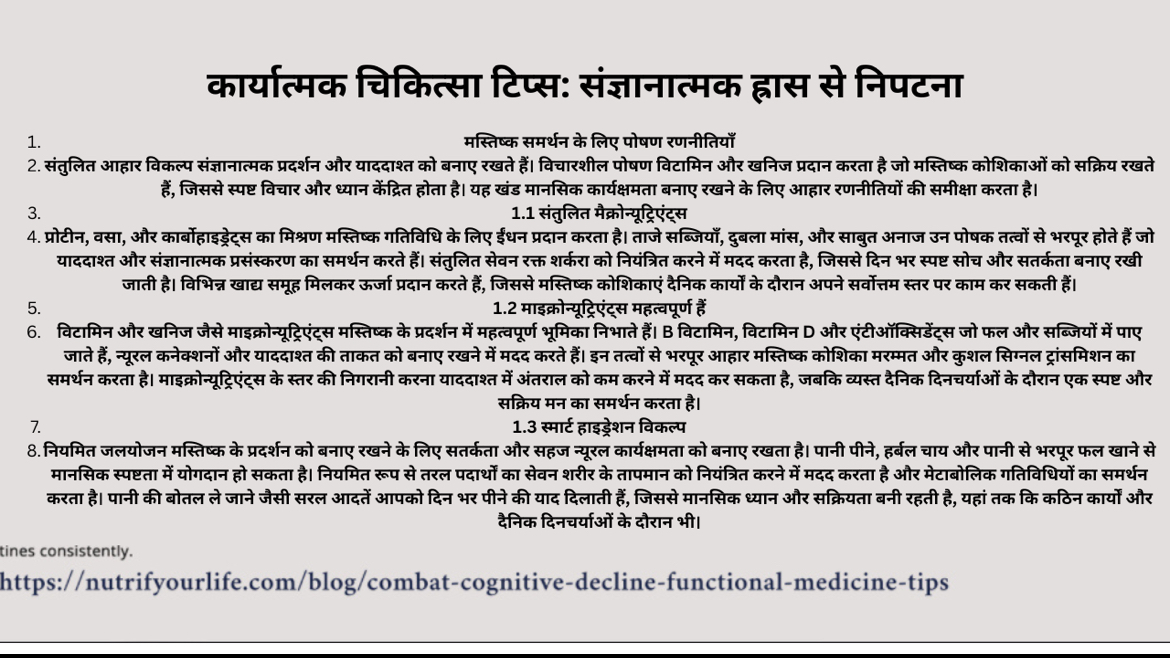 कार्यात्मक चिकित्सा टिप्स: संज्ञानात्मक ह्रास से निपटना
1. मस्तिष्क समर्थन के लिए पोषण रणनीतियाँ
2. संतुलित आहार विकल्प संज्ञानात्मक प्रदर्शन और याददाश्त को बनाए रखते हैं। विचारशील पोषण विटामिन और खनिज प्रदान करता है जो मस्तिष्क कोशिकाओं को सक्रिय रखते
हैं, जिससे स्पष्ट विचार और ध्यान केंद्रित होता है। यह खंड मानसिक कार्यक्षमता बनाए रखने के लिए आहार रणनीतियों की समीक्षा करता है।
3. 1.1 संतुलित मैक्रोन्यूट्रिएंट्स
4. प्रोटीन, वसा, और कार्बोहाइड्रेट्स का मिश्रण मस्तिष्क गतिविधि के लिए ईंधन प्रदान करता है। ताजे सब्जियाँ, दुबला मांस, और साबुत अनाज उन पोषक तत्वों से भरपूर होते हैं जो
याददाश्त और संज्ञानात्मक प्रसंस्करण का समर्थन करते हैं। संतुलित सेवन रक्त शर्करा को नियंत्रित करने में मदद करता है, जिससे दिन भर स्पष्ट सोच और सतर्कता बनाए रखी
जाती है। विभिन्न खाद्य समूह मिलकर ऊर्जा प्रदान करते हैं, जिससे मस्तिष्क कोशिकाएं दैनिक कार्यों के दौरान अपने सर्वोत्तम स्तर पर काम कर सकती हैं।
5. 1.2 माइक्रोन्यूट्रिएंट्स महत्वपूर्ण हैं
6. विटामिन और खनिज जैसे माइक्रोन्यूट्रिएंट्स मस्तिष्क के प्रदर्शन में महत्वपूर्ण भूमिका निभाते हैं। B विटामिन, विटामिन D और एंटीऑक्सिडेंट्स जो फल और सब्जियों में पाए
जाते हैं, न्यूरल कनेक्शनों और याददाश्त की ताकत को बनाए रखने में मदद करते हैं। इन तत्वों से भरपूर आहार मस्तिष्क कोशिका मरम्मत और कुशल सिग्नल ट्रांसमिशन का
समर्थन करता है। माइक्रोन्यूट्रिएंट्स के स्तर की निगरानी करना याददाश्त में अंतराल को कम करने में मदद कर सकता है, जबकि व्यस्त दैनिक दिनचर्याओं के दौरान एक स्पष्ट और
सक्रिय मन का समर्थन करता है।
7. 1.3 स्मार्ट हाइड्रेशन विकल्प
8. नियमित जलयोजन मस्तिष्क के प्रदर्शन को बनाए रखने के लिए सतर्कता और सहज न्यूरल कार्यक्षमता को बनाए रखता है। पानी पीने, हर्बल चाय और पानी से भरपूर फल खाने से
मानसिक स्पष्टता में योगदान हो सकता है। नियमित रूप से तरल पदार्थों का सेवन शरीर के तापमान को नियंत्रित करने में मदद करता है और मेटाबोलिक गतिविधियों का समर्थन
करता है। पानी की बोतल ले जाने जैसी सरल आदतें आपको दिन भर पीने की याद दिलाती हैं, जिससे मानसिक ध्यान और सक्रियता बनी रहती है, यहां तक कि कठिन कार्यों और
दैनिक दिनचर्याओं के दौरान भी।
tines consistently.
https://nutrifyourlife.com/blog/combat-cognitive-decline-functional-medicine-tips